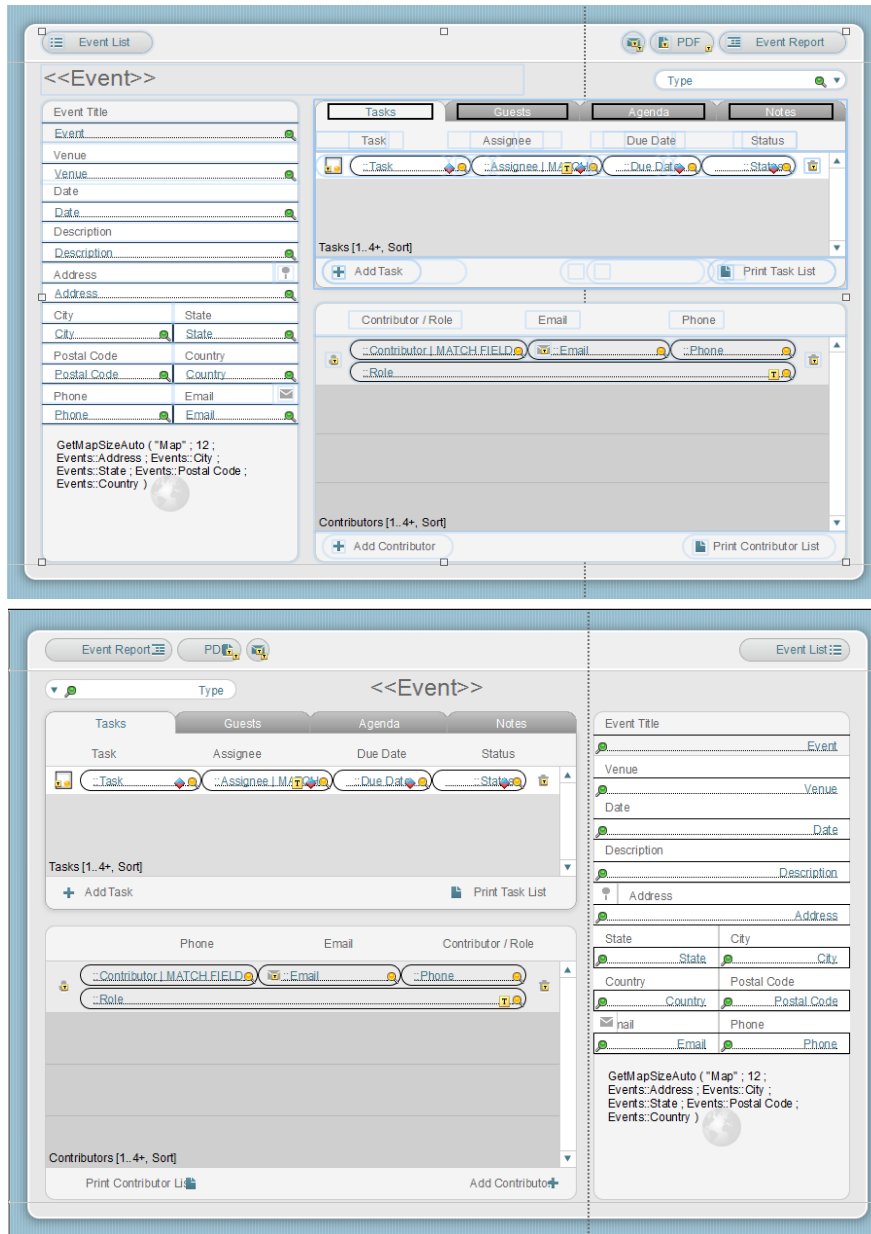 Event List
PDF
Event Report
<<Event>>
Type
Event Title
Event
Venue
Venue
Date
Date
Description
Description
Address
Address
City State
City State
Postal Code Country
Postal Code Country
Phone Email
Phone Email
GetMapSizeAuto ( "Map" ; 12 ;
Events::Address ; Events::City ;
Events::State ; Events::Postal Code ;
Events::Country )
Tasks Guests Agenda Notes
Task Assignee Due Date Status
::Task ::Assignee | MATCH ::Due Date ::Status
Tasks [1..4+, Sort]
Add Task Print Task List
Contributor / Role Email Phone
::Contributor | MATCH FIELD ::Email ::Phone
::Role
Contributors [1..4+, Sort]
Add Contributor Print Contributor List
Event Report PD Event List
Type <<Event>>
Tasks Guests Agenda Notes
Task Assignee Due Date Status
::Task ::Assignee | MATCH ::Due Date ::Status
Tasks [1..4+, Sort]
Add Task Print Task List
Phone Email Contributor / Role
::Contributor | MATCH FIELD ::Email ::Phone
::Role
Contributors [1..4+, Sort]
Print Contributor Lis Add Contributor
Event Title
Event
Venue
Venue
Date
Date
Description
Description
Address
Address
State City
State City
Country Postal Code
Country Postal Code
nail Phone
Email Phone
GetMapSizeAuto ( "Map" ; 12 ;
Events::Address ; Events::City ;
Events::State ; Events::Postal Code ;
Events::Country )